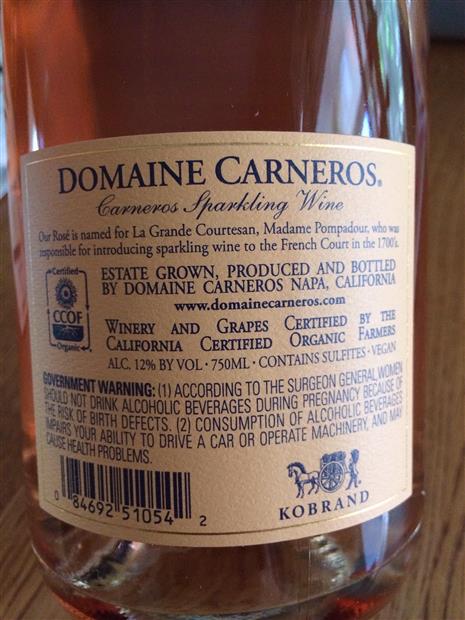 DOMAINE CARNEROS®
Carneros Sparkling Wine
Our Rosé is named for La Grande Courtesan, Madame Pompadour, who was
responsible for introducing sparkling wine to the French Court in the 1700's.
Certified
CCOF
Organic
ESTATE GROWN, PRODUCED AND BOTTLED
BY DOMAINE CARNEROS NAPA, CALIFORNIA
www.domainecarneros.com
WINERY AND GRAPES CERTIFIED BY THE
CALIFORNIA CERTIFIED ORGANIC FARMERS
ALC. 12% BY VOL · 750ML · CONTAINS SULFITES · VEGAN
GOVERNMENT WARNING: (1) ACCORDING TO THE SURGEON GENERAL, WOMEN
SHOULD NOT DRINK ALCOHOLIC BEVERAGES DURING PREGNANCY BECAUSE OF
THE RISK OF BIRTH DEFECTS. (2) CONSUMPTION OF ALCOHOLIC BEVERAGES
IMPAIRS YOUR ABILITY TO DRIVE A CAR OR OPERATE MACHINERY, AND MAY
CAUSE HEALTH PROBLEMS.
0 84692 51054 2
KOBRAND